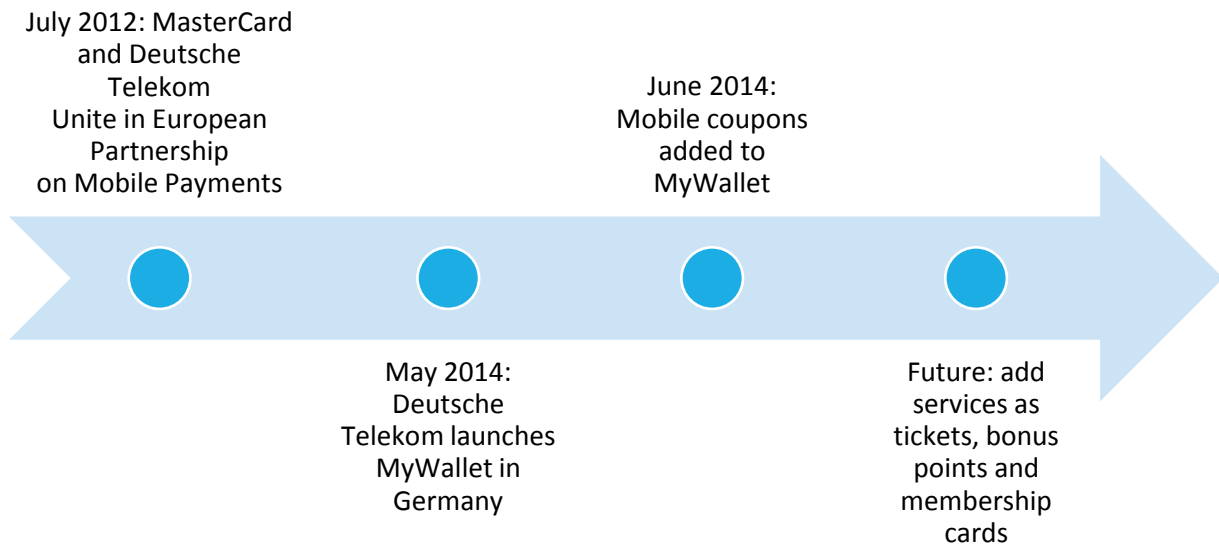 July 2012: MasterCard
and Deutsche
Telekom
Unite in European
Partnership
on Mobile Payments
May 2014:
Deutsche
Telekom launches
MyWallet in
Germany
June 2014:
Mobile coupons
added to
MyWallet
Future: add
services as
tickets, bonus
points and
membership
cards